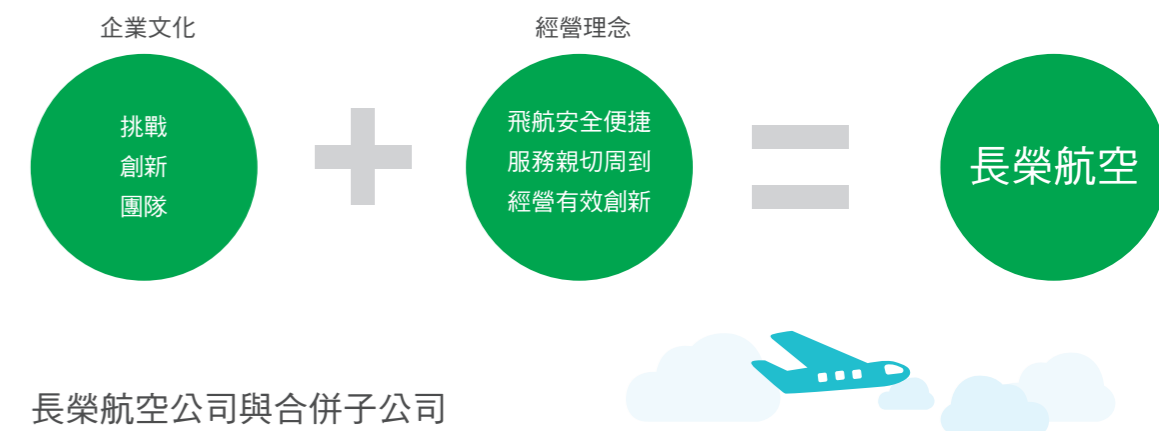 企業文化
經營理念
挑戰
創新
團隊
飛航安全便捷
服務親切周到
經營有效創新
長榮航空
長榮航空公司與合併子公司